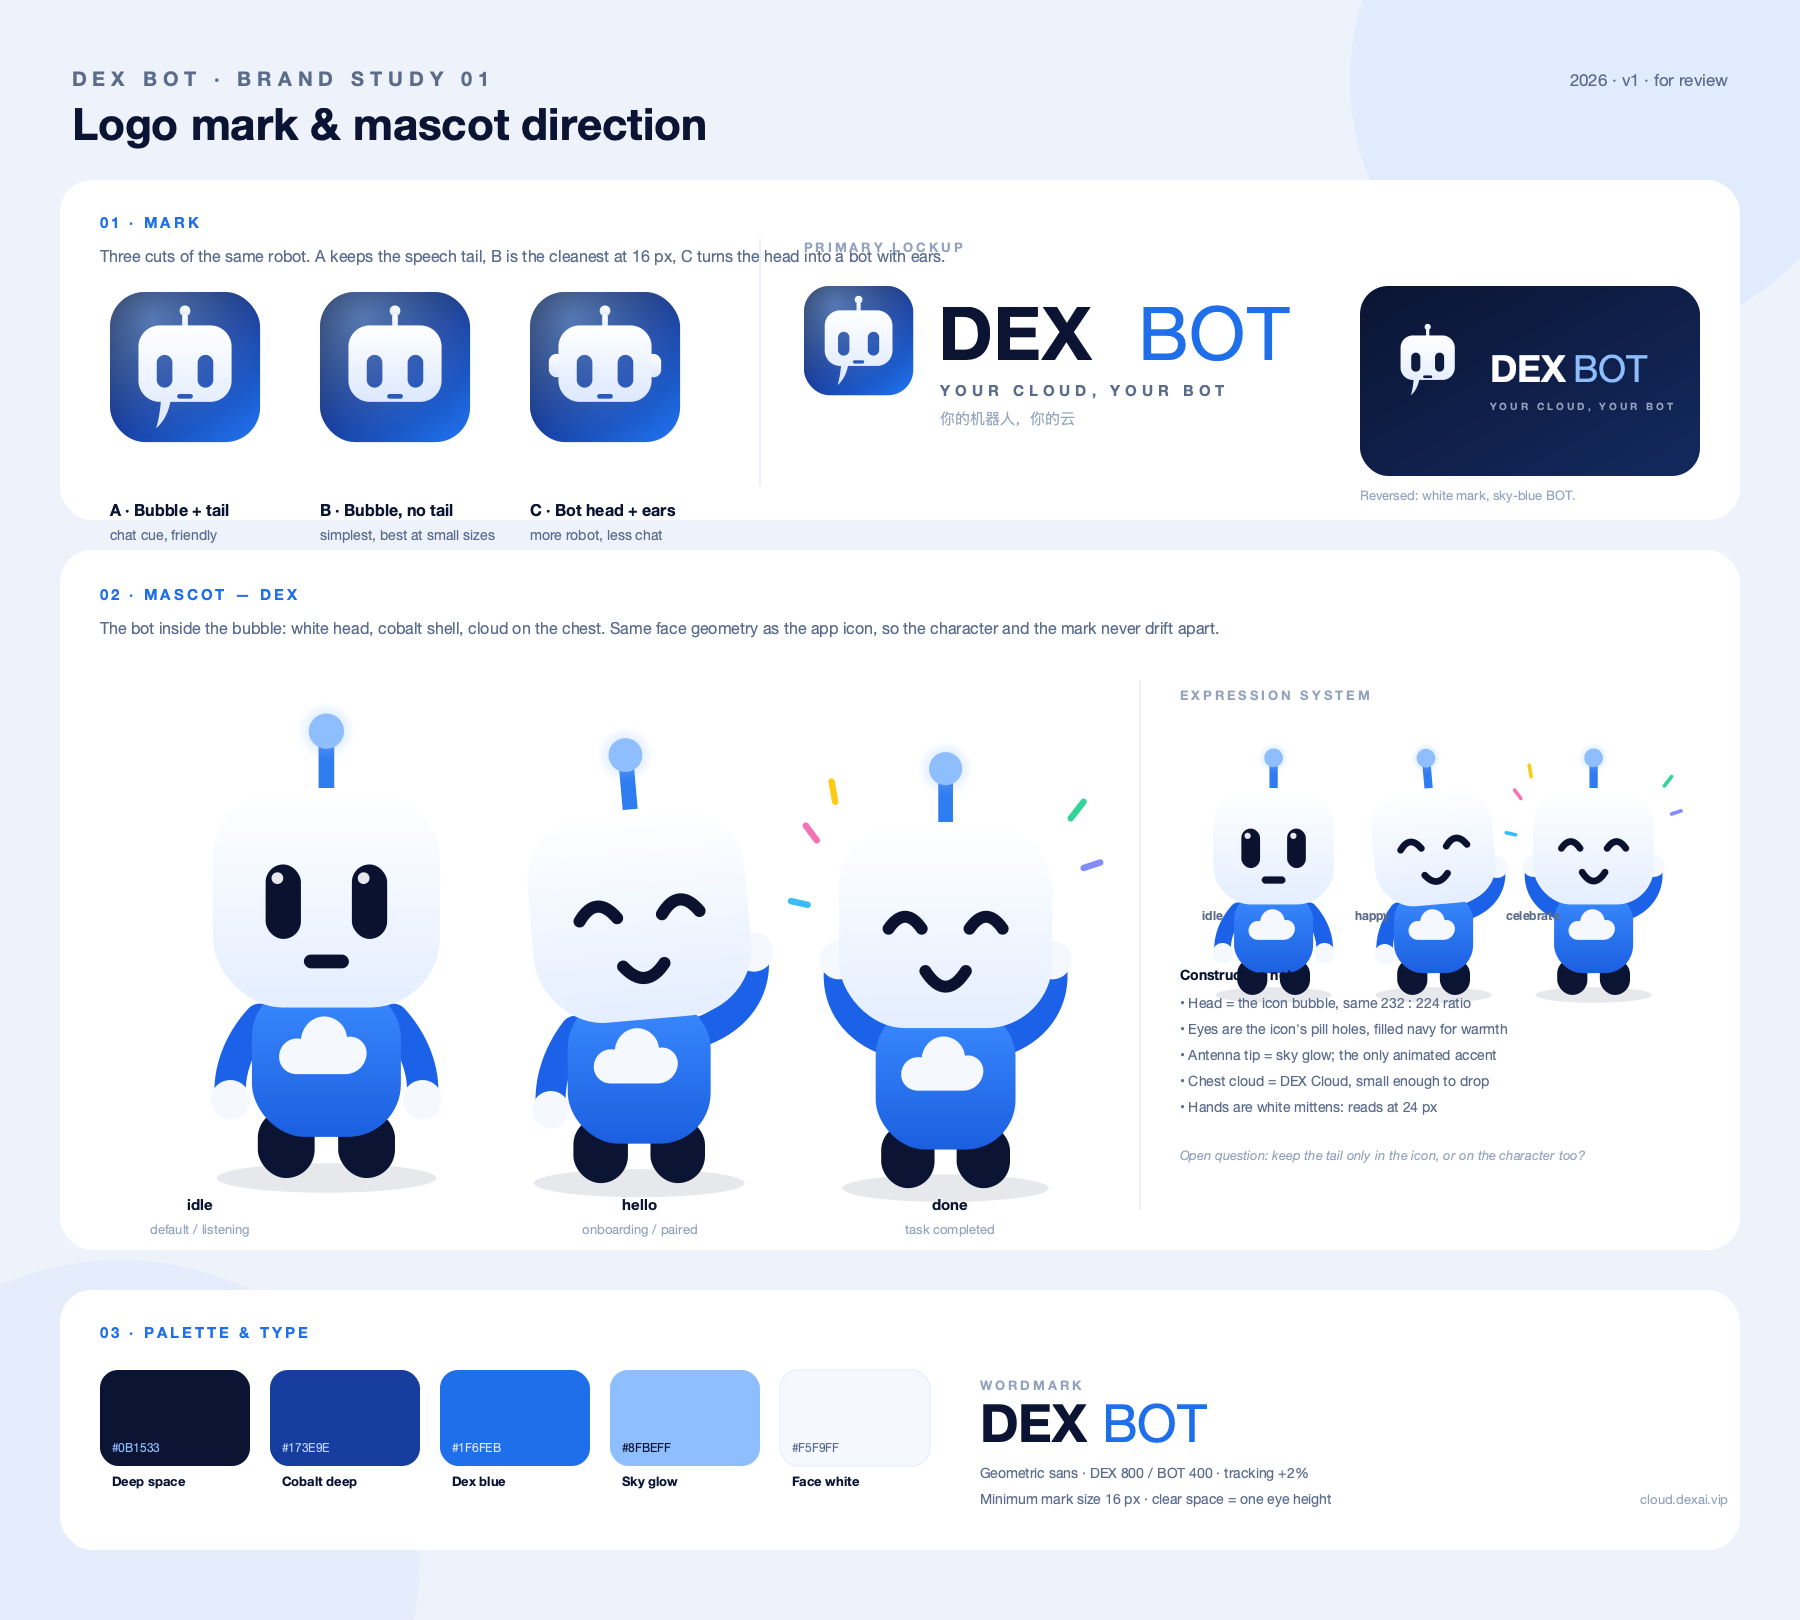 DEX BOT · BRAND STUDY 01
2026 · v1 · for review
Logo mark & mascot direction
01 · MARK
Three cuts of the same robot. A keeps the speech tail, B is the cleanest at 16 px, C turns the head into a bot with ears.
PRIMARY LOCKUP
DEX BOT
YOUR CLOUD, YOUR BOT
你的机器人，你的云
DEX BOT
YOUR CLOUD, YOUR BOT
Reversed: white mark, sky-blue BOT.
A · Bubble + tail
chat cue, friendly
B · Bubble, no tail
simplest, best at small sizes
C · Bot head + ears
more robot, less chat
02 · MASCOT — DEX
The bot inside the bubble: white head, cobalt shell, cloud on the chest. Same face geometry as the app icon, so the character and the mark never drift apart.
idle
default / listening
hello
onboarding / paired
done
task completed
EXPRESSION SYSTEM
idle
happy
celebrate
• Head = the icon bubble, same 232 : 224 ratio
• Eyes are the icon's pill holes, filled navy for warmth
• Antenna tip = sky glow; the only animated accent
• Chest cloud = DEX Cloud, small enough to drop
• Hands are white mittens: reads at 24 px
Open question: keep the tail only in the icon, or on the character too?
03 · PALETTE & TYPE
#0B1533
Deep space
#173E9E
Cobalt deep
#1F6FEB
Dex blue
#8FBEFF
Sky glow
#F5F9FF
Face white
WORDMARK
DEX BOT
Geometric sans · DEX 800 / BOT 400 · tracking +2%
Minimum mark size 16 px · clear space = one eye height
cloud.dexai.vip